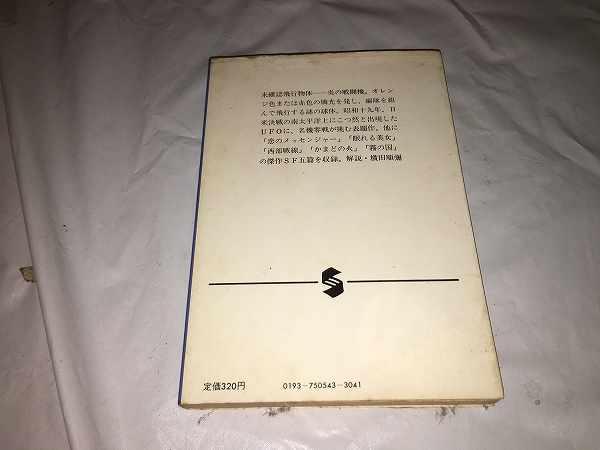 未確認飛行物体――炎の戦闘機。オレン
ジ色または赤色の燐光を発し、編隊を組
んで飛行する謎の球体。昭和十九年、日
米決戦の南太平洋上にこつ然と出現した
UFOに、名機零戦が挑む表題作。他に
「恋のメッセンジャー」「眠れる美女」
「西部戦線」「かまどの火」「霧の国」
の傑作SF五篇を収録。解説・横田順彌
定価320円
0193-750543-3041